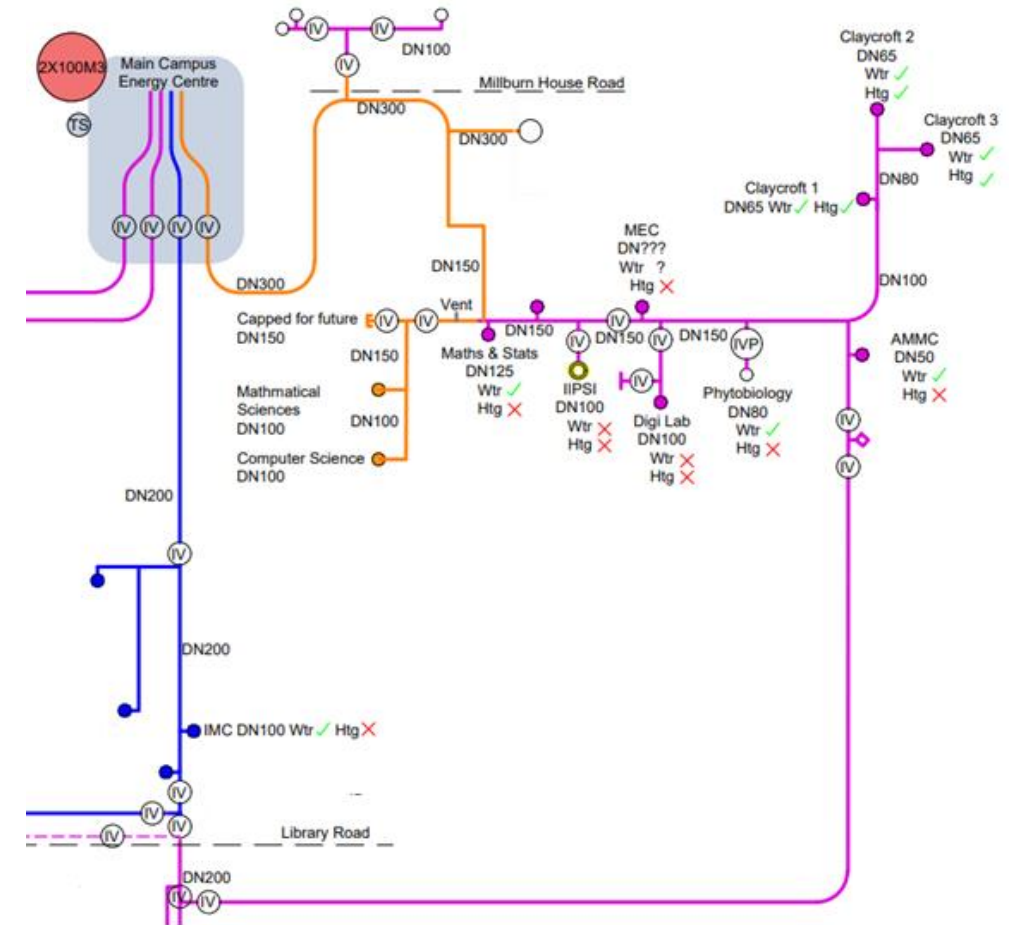 DN100
Millburn House Road
DN300
DN300
2X100M3
Main Campus
Energy Centre
TS
IV
IV
IV
IV IV IV IV
DN300
DN150
Claycroft 2
DN65
Wtr ✓
Htg ✓
Claycroft 3
DN65
Wtr ✓
Htg ✓
DN80
Claycroft 1
DN65 Wtr ✓ Htg ✓
DN100
MEC
DN???
Wtr ?
Htg ✗
Capped for future
DN150
IV
IV
Vent
DN150
DN150
IV
DN150
DN150
IV
IV
IVP
IV
Maths & Stats
DN125
Wtr ✓
Htg ✗
IIPSI
DN100
Wtr ✗
Htg ✗
Digi Lab
DN100
Wtr ✗
Htg ✗
Phytobiology
DN80
Wtr ✓
Htg ✗
AMMC
DN50
Wtr ✓
Htg ✗
IV
IV
Mathmatical
Sciences
DN100
DN100
Computer Science
DN100
DN200
IV
DN200
IMC DN100 Wtr ✓ Htg ✗
IV
IV
IV
IV
Library Road
DN200
IV
IV